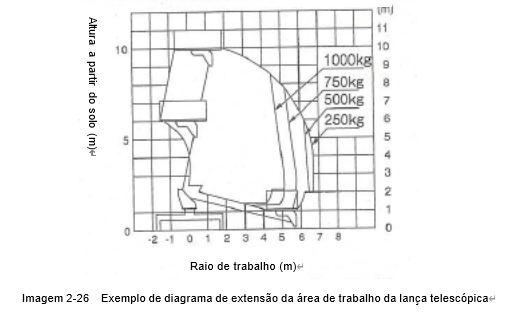 Altura a partir do solo (m)
(m)
11
10
10
9
1000kg
8
750kg
7
500kg
6
250kg
5
5
4
3
2
1
0
0
-2 -1 0 1 2 3 4 5 6 7 8
Raio de trabalho (m)
Imagem 2-26 Exemplo de diagrama de extensão da área de trabalho da lança telescópica